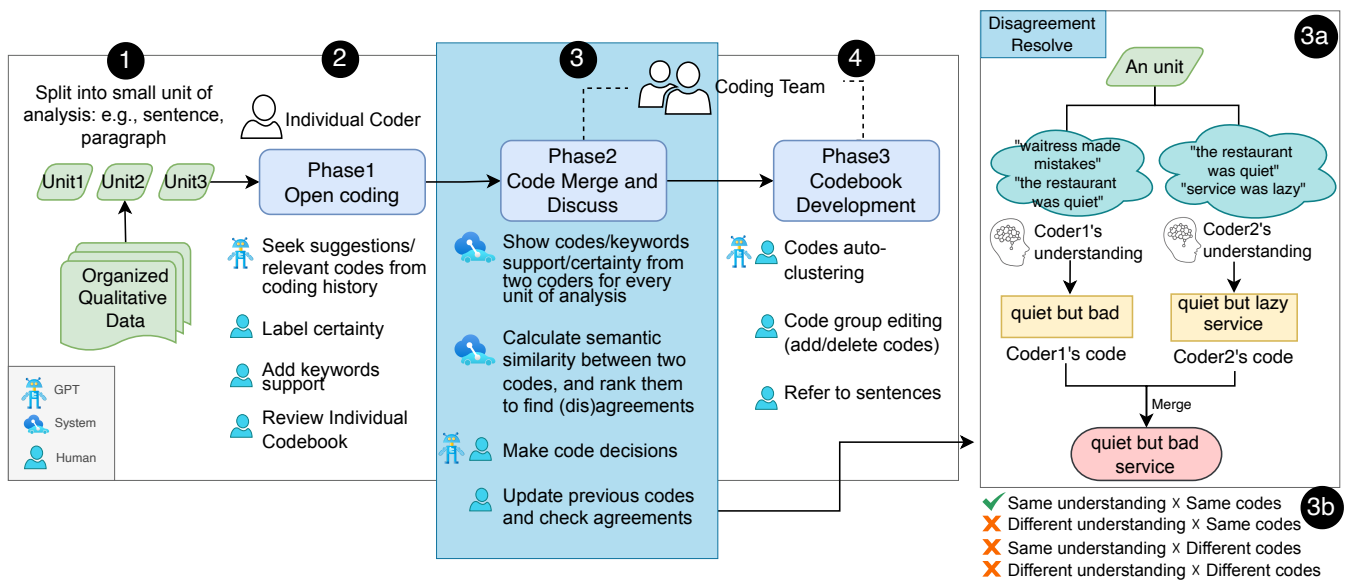 1
Split into small unit of
analysis: e.g., sentence,
paragraph
Unit1
Unit2
Unit3
Organized
Qualitative
Data
GPT
System
Human
2
Individual Coder
Phase1
Open coding
Seek suggestions/
relevant codes from
coding history
Label certainty
Add keywords
support
Review Individual
Codebook
3
Coding Team
Phase2
Code Merge and
Discuss
Show codes/keywords
support/certainty from
two coders for every
unit of analysis
Calculate semantic
similarity between two
codes, and rank them
to find (dis)agreements
Make code decisions
Update previous codes
and check agreements
4
Phase3
Codebook
Development
Codes auto-
clustering
Code group editing
(add/delete codes)
Refer to sentences
Disagreement
Resolve
3a
An unit
"waitress made
mistakes"
"the restaurant
was quiet"
"the restaurant
was quiet"
"service was lazy"
Coder1's
understanding
Coder2's
understanding
quiet but bad
quiet but lazy
service
Coder1's code
Coder2's code
Merge
quiet but bad
service
3b
Same understanding x Same codes
Different understanding x Same codes
Same understanding x Different codes
Different understanding x Different codes